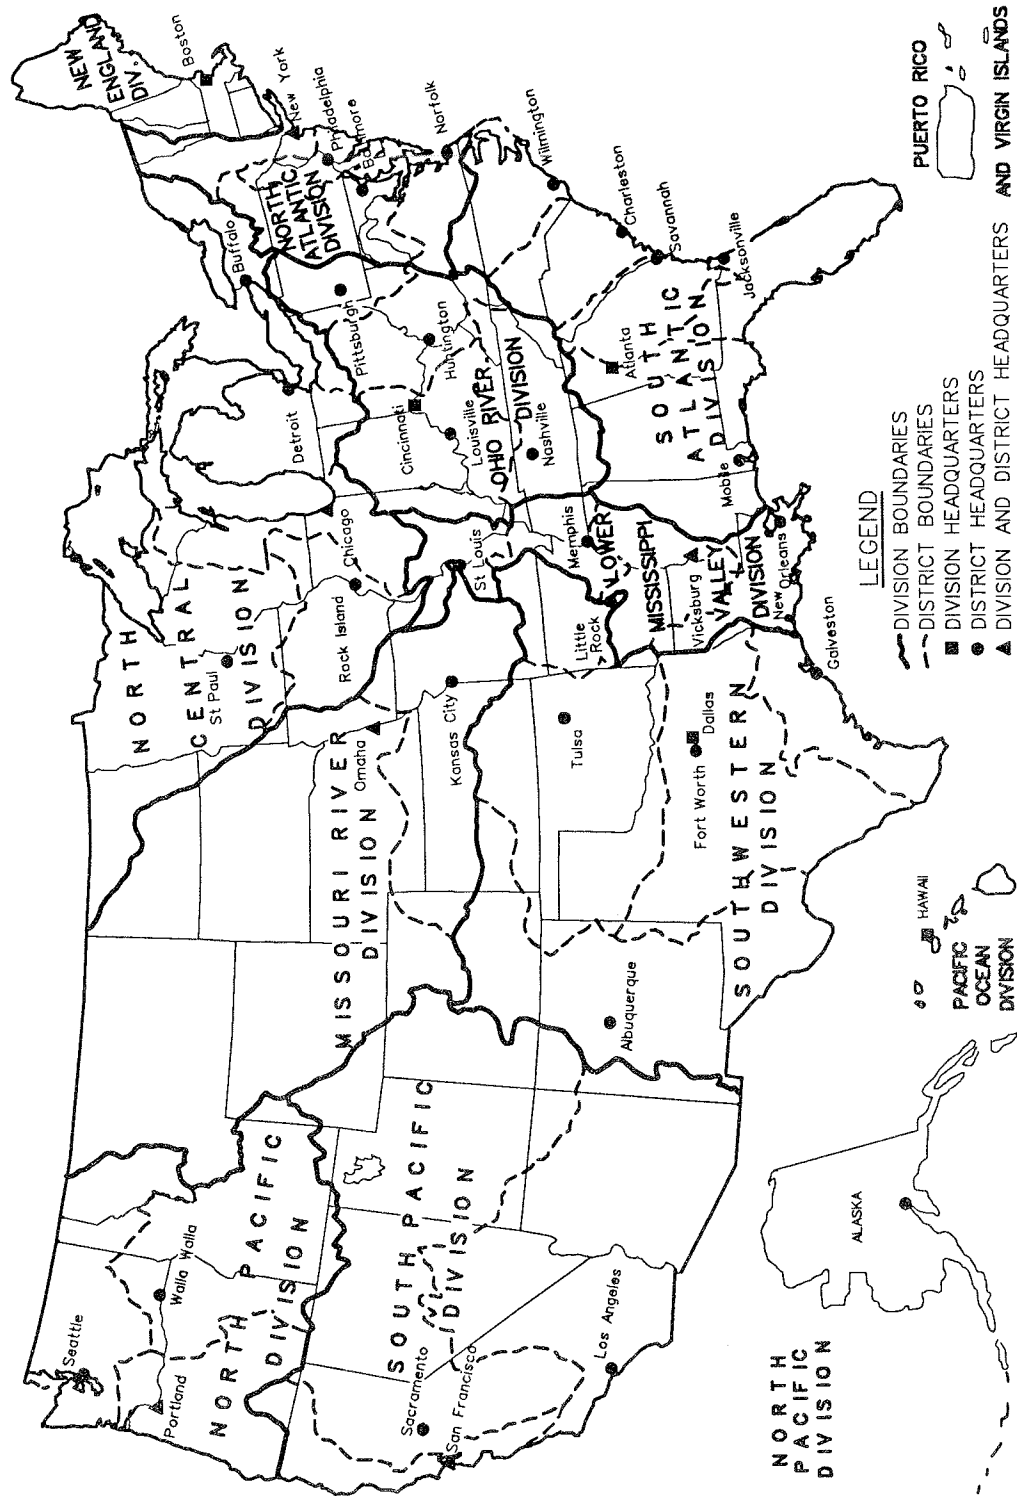 Seattle
Portland
Walla Walla
NORTH PACIFIC
DIVISION
Sacramento
San Francisco
SOUTH PACIFIC
DIVISION
Los Angeles
MISSOURI RIVER
DIVISION
Omaha
Kansas City
Albuquerque
SOUTHWESTERN
DIVISION
Tulsa
Fort Worth
Dallas
Galveston
NORTH
CENTRAL
DIVISION
St Paul
Rock Island
Chicago
Detroit
Buffalo
St Louis
LOWER
MISSISSIPPI
VALLEY
DIVISION
Memphis
Little
Rock
Vicksburg
New
Orleans
OHIO RIVER
DIVISION
Pittsburgh
Huntington
Cincinnati
Louisville
Nashville
SOUTH
ATLANTIC
DIVISION
Atlanta
Mobile
Jacksonville
Savannah
Charleston
Wilmington
NORTH
ATLANTIC
DIVISION
Norfolk
Baltimore
Philadelphia
New York
NEW
ENGLAND
DIV.
Boston
NORTH
PACIFIC
DIVISION
ALASKA
HAWAII
PACIFIC
OCEAN
DIVISION
LEGEND
DIVISION BOUNDARIES
DISTRICT BOUNDARIES
DIVISION HEADQUARTERS
DISTRICT HEADQUARTERS
DIVISION AND DISTRICT HEADQUARTERS
PUERTO RICO
AND VIRGIN ISLANDS